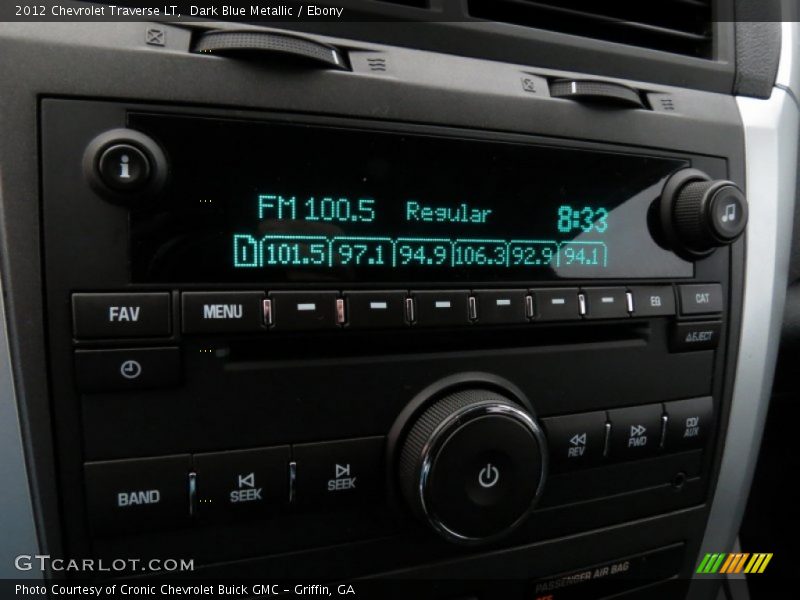 2012 Chevrolet Traverse LT, Dark Blue Metallic / Ebony
i
FM 100.5 Regular 8:33
1 101.5 97.1 94.9 106.3 92.9 94.1
FAV MENU EQ CAT
EJECT
REV FWD CD/AUX
BAND SEEK SEEK
PASSENGER AIR BAG
OFF
GTCARLOT.COM
Photo Courtesy of Cronic Chevrolet Buick GMC – Griffin, GA